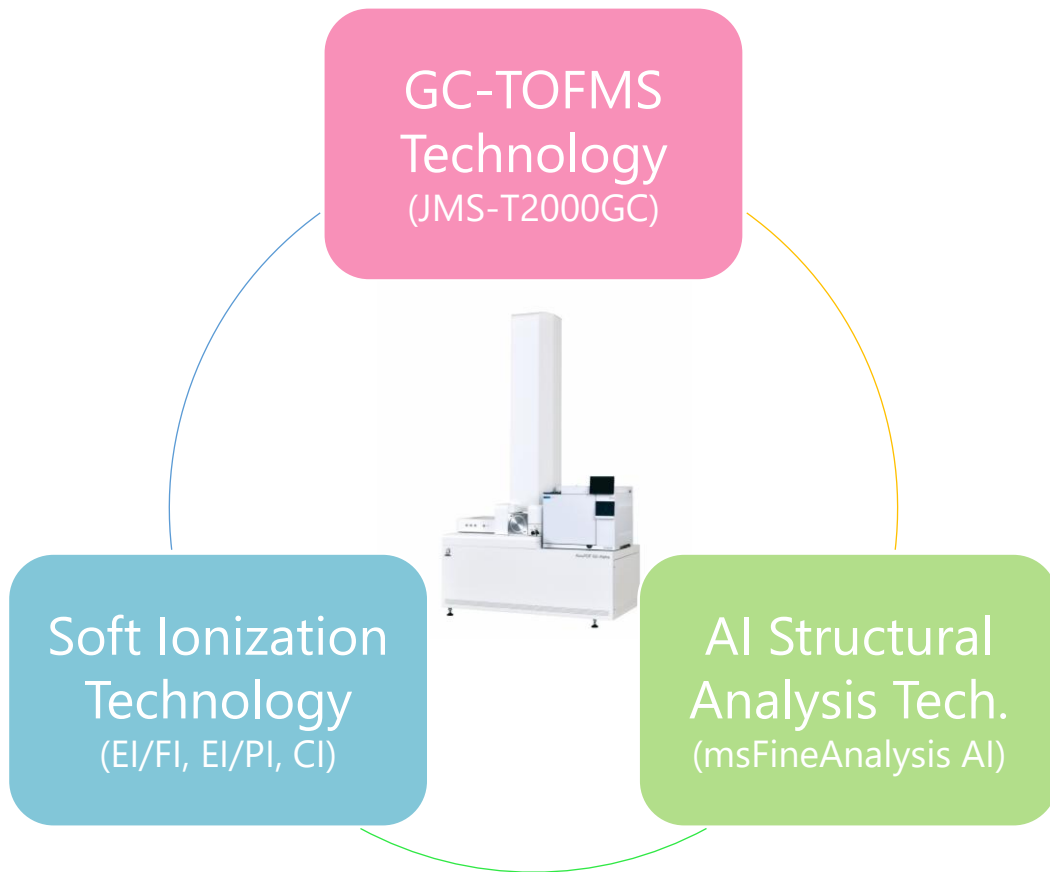 GC-TOFMS
Technology
(JMS-T2000GC)
Soft Ionization
Technology
(EI/FI, EI/PI, CI)
AI Structural
Analysis Tech.
(msFineAnalysis AI)